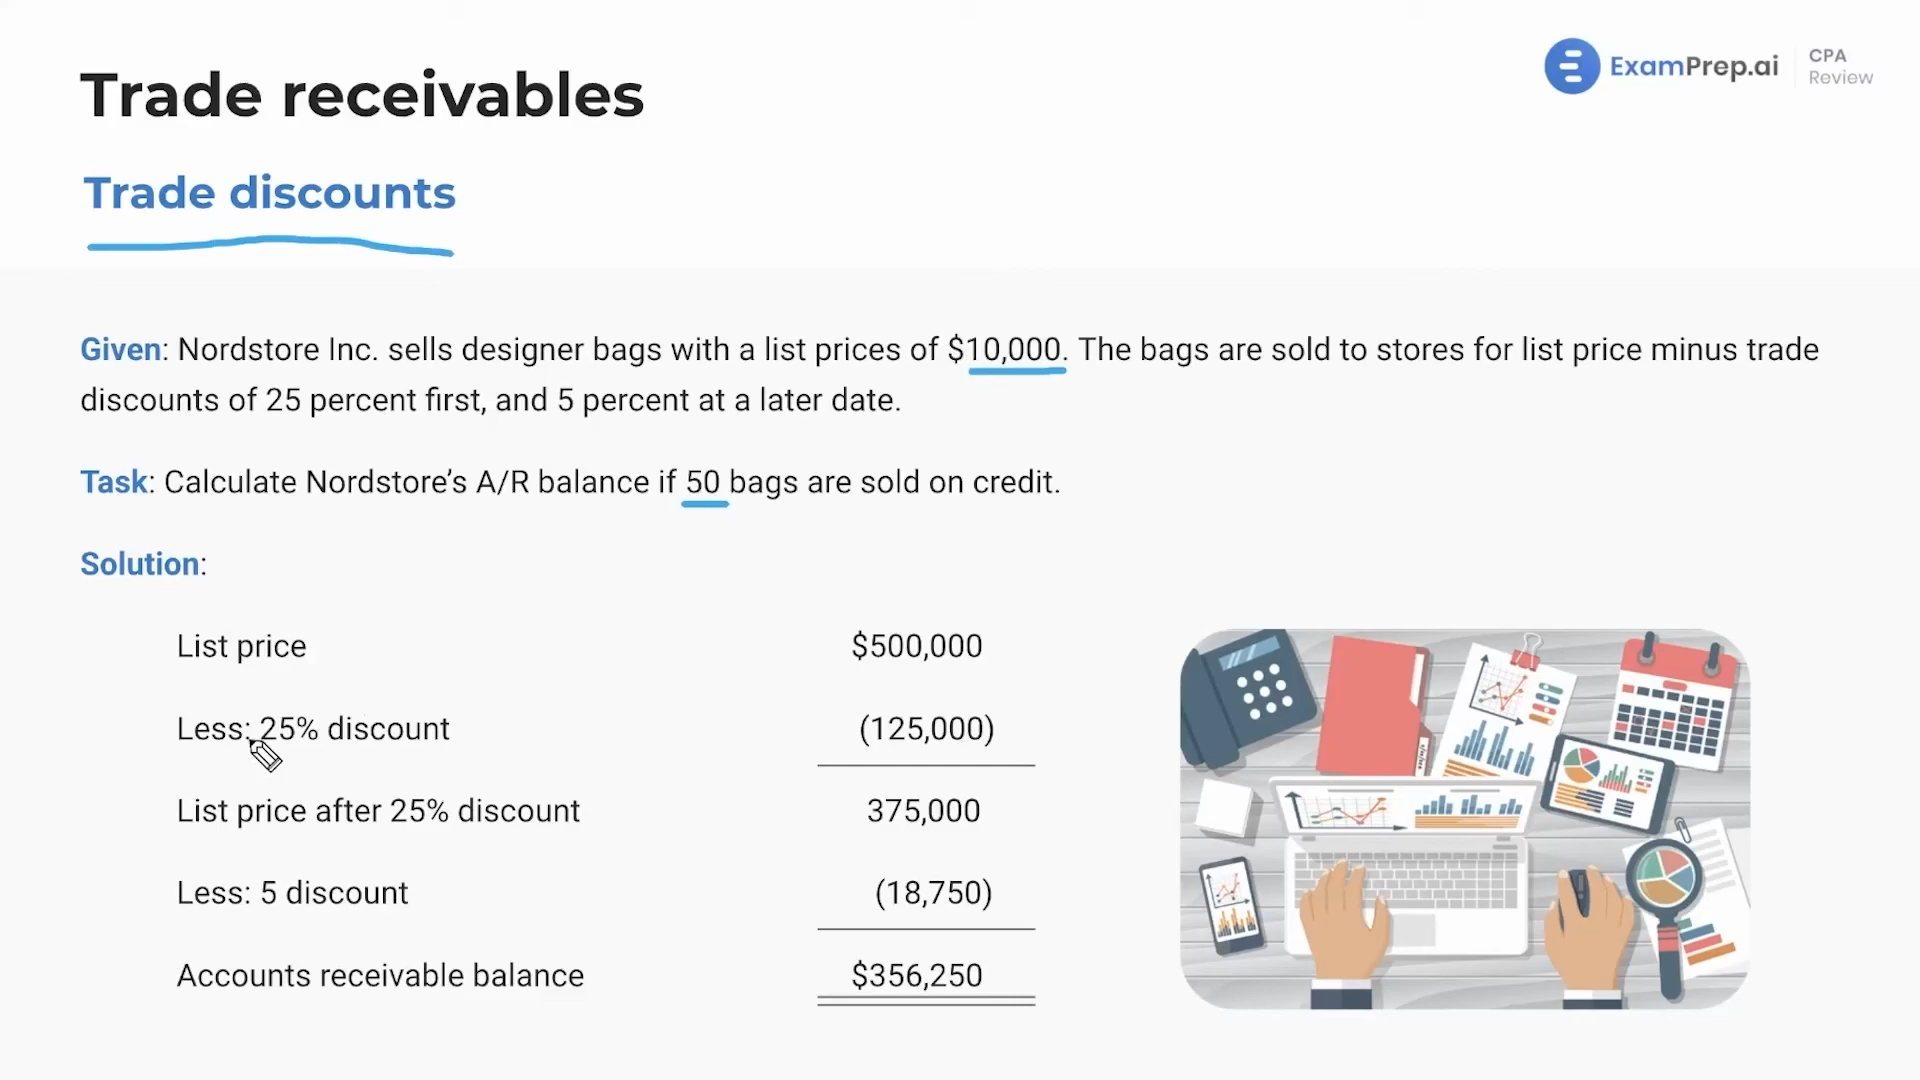 Trade receivables
ExamPrep.ai
CPA
Review
Trade discounts
Given: Nordstore Inc. sells designer bags with a list prices of $10,000. The bags are sold to stores for list price minus trade
discounts of 25 percent first, and 5 percent at a later date.
Task: Calculate Nordstore’s A/R balance if 50 bags are sold on credit.
Solution:
List price $500,000
Less: 25% discount (125,000)
List price after 25% discount 375,000
Less: 5 discount (18,750)
Accounts receivable balance $356,250